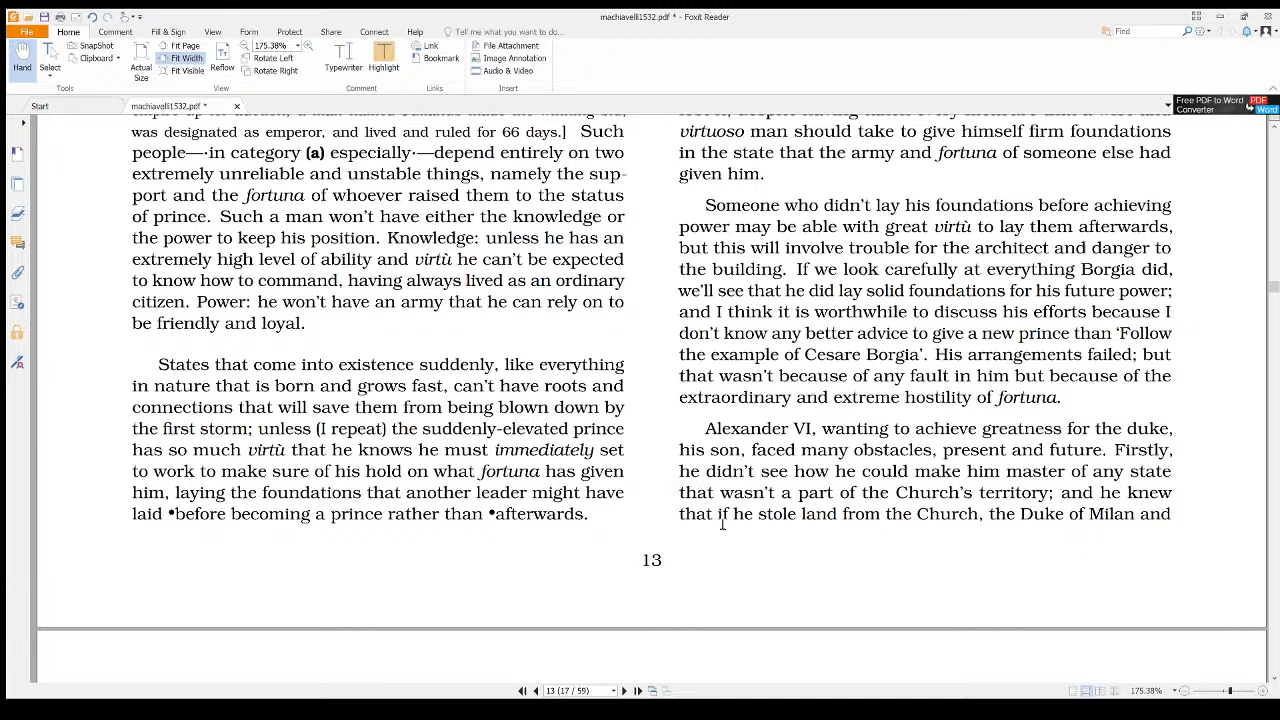 machiavelli1532.pdf * - Foxit Reader
File Home Comment Fill & Sign View Form Protect Share Connect Help Tell me what you want to do... Find
Hand
Select
SnapShot
Clipboard
Tools
Actual Size
Fit Page
Fit Width
Fit Visible
Reflow
175.38%
Rotate Left
Rotate Right
View
Typewriter
Highlight
Comment
Link
Bookmark
Links
File Attachment
Image Annotation
Audio & Video
Insert
Start
machiavelli1532.pdf *
Free PDF to Word Converter
PDF
Word
was designated as emperor, and lived and ruled for 66 days.] Such
people—·in category (a) especially·—depend entirely on two
extremely unreliable and unstable things, namely the sup-
port and the fortuna of whoever raised them to the status
of prince. Such a man won't have either the knowledge or
the power to keep his position. Knowledge: unless he has an
extremely high level of ability and virtù he can't be expected
to know how to command, having always lived as an ordinary
citizen. Power: he won't have an army that he can rely on to
be friendly and loyal.
States that come into existence suddenly, like everything
in nature that is born and grows fast, can't have roots and
connections that will save them from being blown down by
the first storm; unless (I repeat) the suddenly-elevated prince
has so much virtù that he knows he must immediately set
to work to make sure of his hold on what fortuna has given
him, laying the foundations that another leader might have
laid •before becoming a prince rather than •afterwards.
virtuoso man should take to give himself firm foundations
in the state that the army and fortuna of someone else had
given him.
Someone who didn't lay his foundations before achieving
power may be able with great virtù to lay them afterwards,
but this will involve trouble for the architect and danger to
the building. If we look carefully at everything Borgia did,
we'll see that he did lay solid foundations for his future power;
and I think it is worthwhile to discuss his efforts because I
don't know any better advice to give a new prince than ‘Follow
the example of Cesare Borgia’. His arrangements failed; but
that wasn't because of any fault in him but because of the
extraordinary and extreme hostility of fortuna.
Alexander VI, wanting to achieve greatness for the duke,
his son, faced many obstacles, present and future. Firstly,
he didn't see how he could make him master of any state
that wasn't a part of the Church's territory; and he knew
that if he stole land from the Church, the Duke of Milan and
13
13 (17 / 59)
175.38%